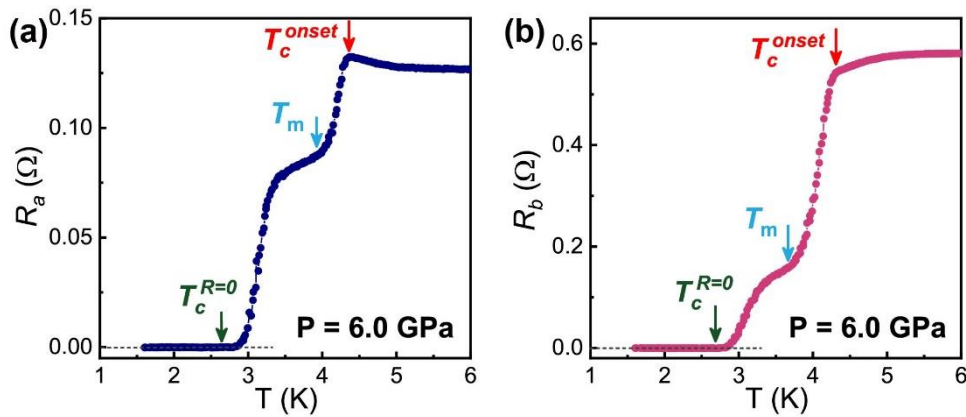 (a)
0.15
0.10
0.05
0.00
R_a (Ω)
T_c^onset
T_m
T_c^R=0
P = 6.0 GPa
1 2 3 4 5 6
T (K)
(b)
0.6
0.4
0.2
0.0
R_b (Ω)
T_c^onset
T_m
T_c^R=0
P = 6.0 GPa
1 2 3 4 5 6
T (K)